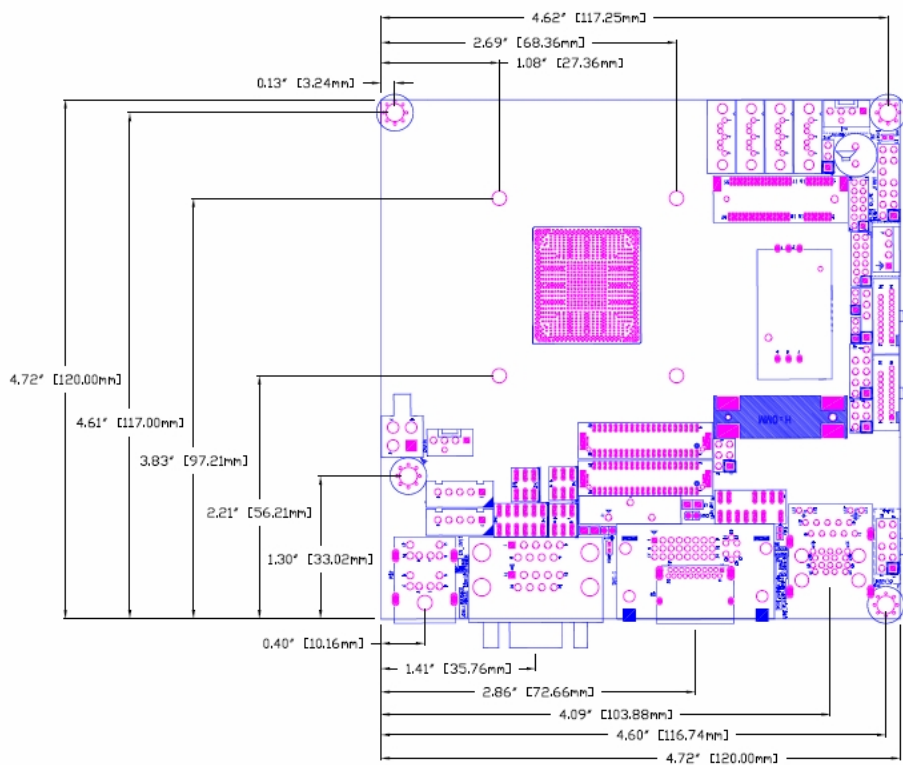 4.62" [117.25mm]
2.69" [68.36mm]
1.08" [27.36mm]
0.13" [3.24mm]
4.72" [120.00mm]
4.61" [117.00mm]
3.83" [97.21mm]
2.21" [56.21mm]
1.30" [33.02mm]
0.40" [10.16mm]
1.41" [35.76mm]
2.86" [72.66mm]
4.09" [103.88mm]
4.60" [116.74mm]
4.72" [120.00mm]